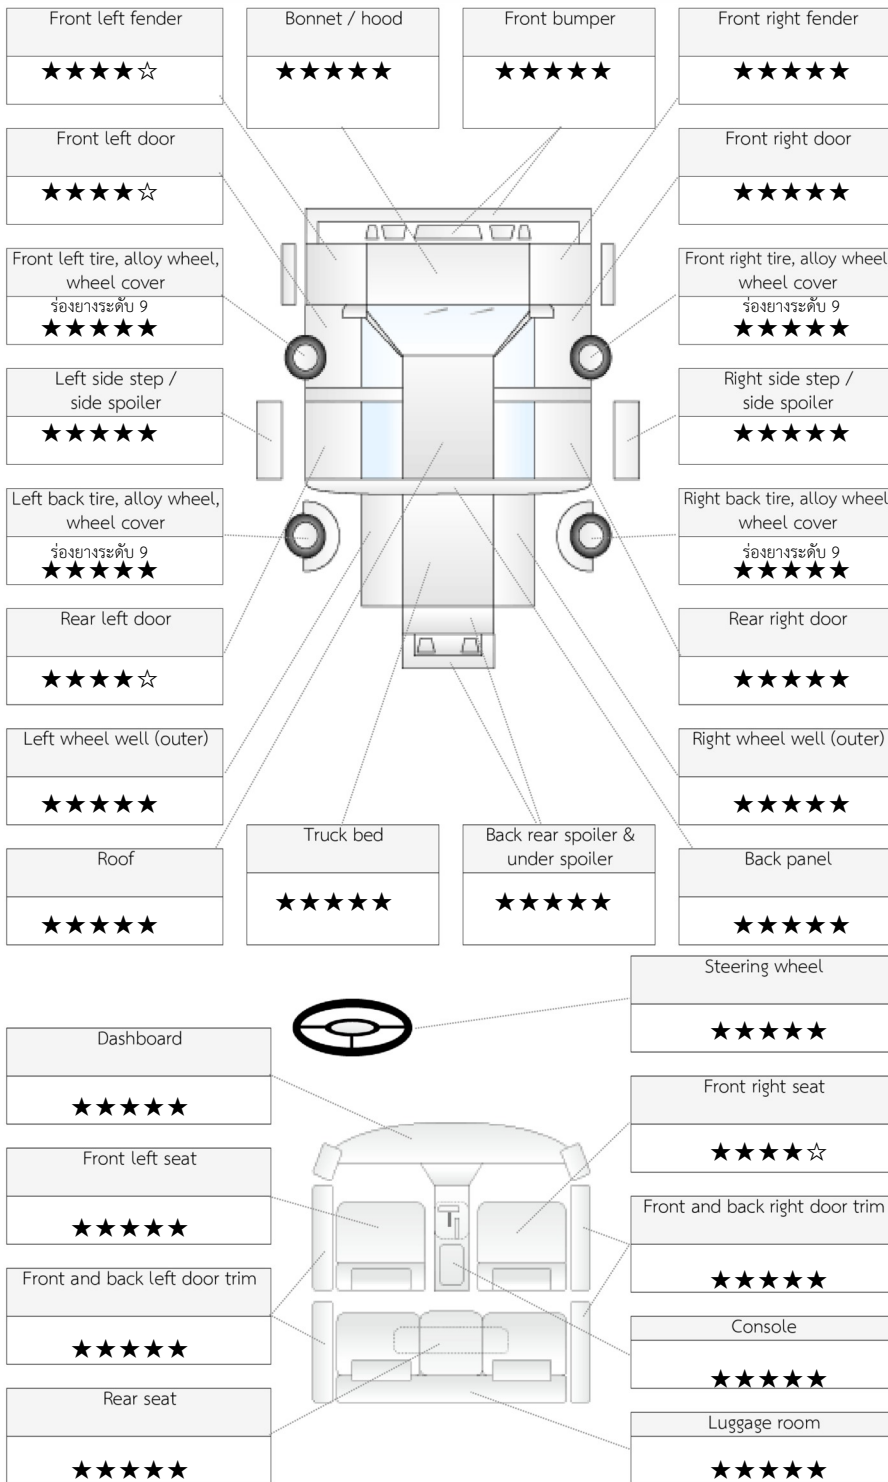 Front left fender
★★★★☆
Bonnet / hood
★★★★★
Front bumper
★★★★★
Front right fender
★★★★★
Front left door
★★★★☆
Front right door
★★★★★
Front left tire, alloy wheel,
wheel cover
ร่องยางระดับ 9
★★★★★
Front right tire, alloy wheel
wheel cover
ร่องยางระดับ 9
★★★★★
Left side step /
side spoiler
★★★★★
Right side step /
side spoiler
★★★★★
Left back tire, alloy wheel,
wheel cover
ร่องยางระดับ 9
★★★★★
Right back tire, alloy wheel
wheel cover
ร่องยางระดับ 9
★★★★★
Rear left door
★★★★☆
Rear right door
★★★★★
Left wheel well (outer)
★★★★★
Right wheel well (outer)
★★★★★
Roof
★★★★★
Truck bed
★★★★★
Back rear spoiler &
under spoiler
★★★★★
Back panel
★★★★★
Steering wheel
★★★★★
Dashboard
★★★★★
Front right seat
★★★★☆
Front left seat
★★★★★
Front and back right door trim
★★★★★
Front and back left door trim
★★★★★
Console
★★★★★
Rear seat
★★★★★
Luggage room
★★★★★